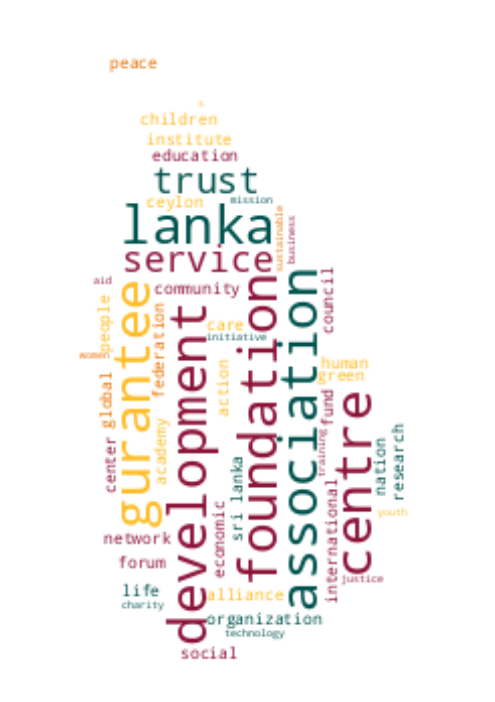 peace
children
institute
education
trust
ceylon
mission
lanka
sustainable
business
service
aid
community
gurantee
development
foundation
association
council
people
federation
care
initiative
women
human
green
global
action
fund
centre
academy
center
training
nation
research
sri lanka
economic
international
youth
network
forum
justice
life
alliance
charity
organization
technology
social